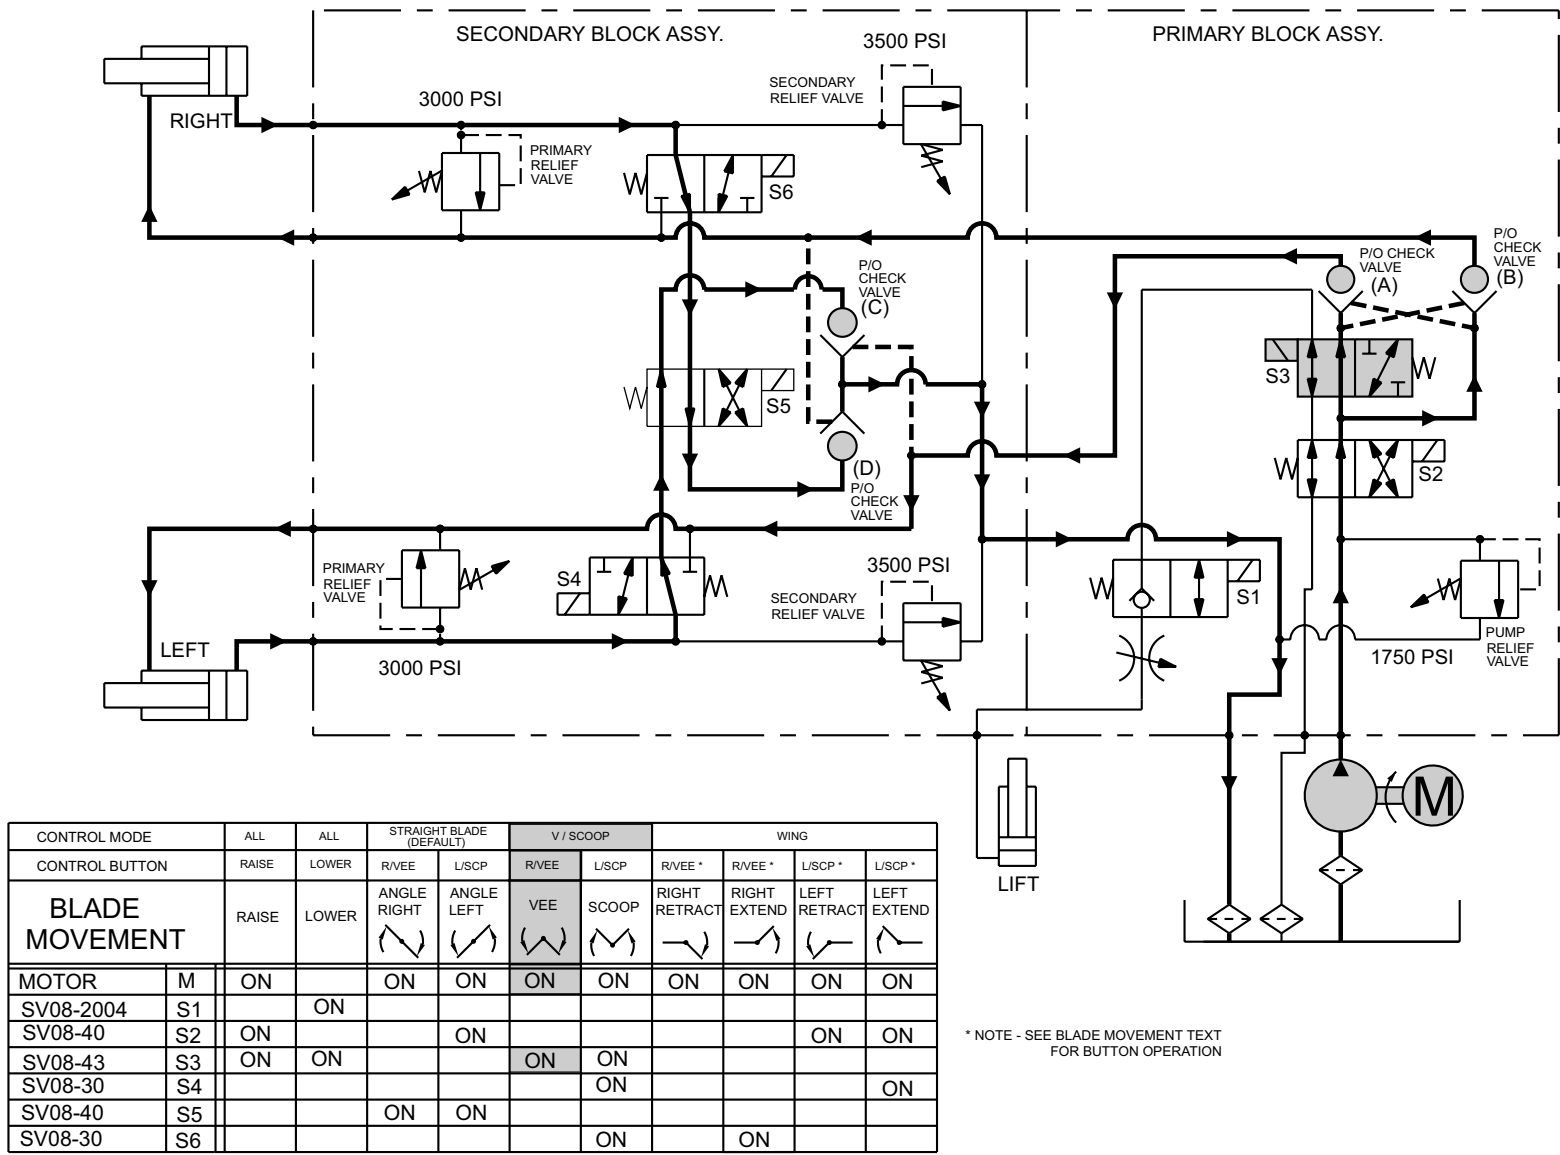 SECONDARY BLOCK ASSY.
PRIMARY BLOCK ASSY.
3500 PSI
SECONDARY
RELIEF VALVE
3000 PSI
RIGHT
PRIMARY
RELIEF
VALVE
S6
P/O
CHECK
VALVE
(C)
P/O CHECK
VALVE
(A)
P/O
CHECK
VALVE
(B)
S3
S5
S2
(D)
P/O
CHECK
VALVE
PRIMARY
RELIEF
VALVE
S4
3500 PSI
SECONDARY
RELIEF VALVE
S1
LEFT
3000 PSI
1750 PSI
PUMP
RELIEF
VALVE
M
LIFT
CONTROL MODE ALL ALL STRAIGHT BLADE (DEFAULT) V / SCOOP WING
CONTROL BUTTON RAISE LOWER R/VEE L/SCP R/VEE L/SCP R/VEE * R/VEE * L/SCP * L/SCP *
BLADE MOVEMENT RAISE LOWER ANGLE RIGHT ANGLE LEFT VEE SCOOP RIGHT RETRACT RIGHT EXTEND LEFT RETRACT LEFT EXTEND
MOTOR M ON ON ON ON ON ON ON ON ON
SV08-2004 S1 ON
SV08-40 S2 ON ON ON ON
SV08-43 S3 ON ON ON ON
SV08-30 S4 ON ON
SV08-40 S5 ON ON
SV08-30 S6 ON ON
* NOTE - SEE BLADE MOVEMENT TEXT
FOR BUTTON OPERATION